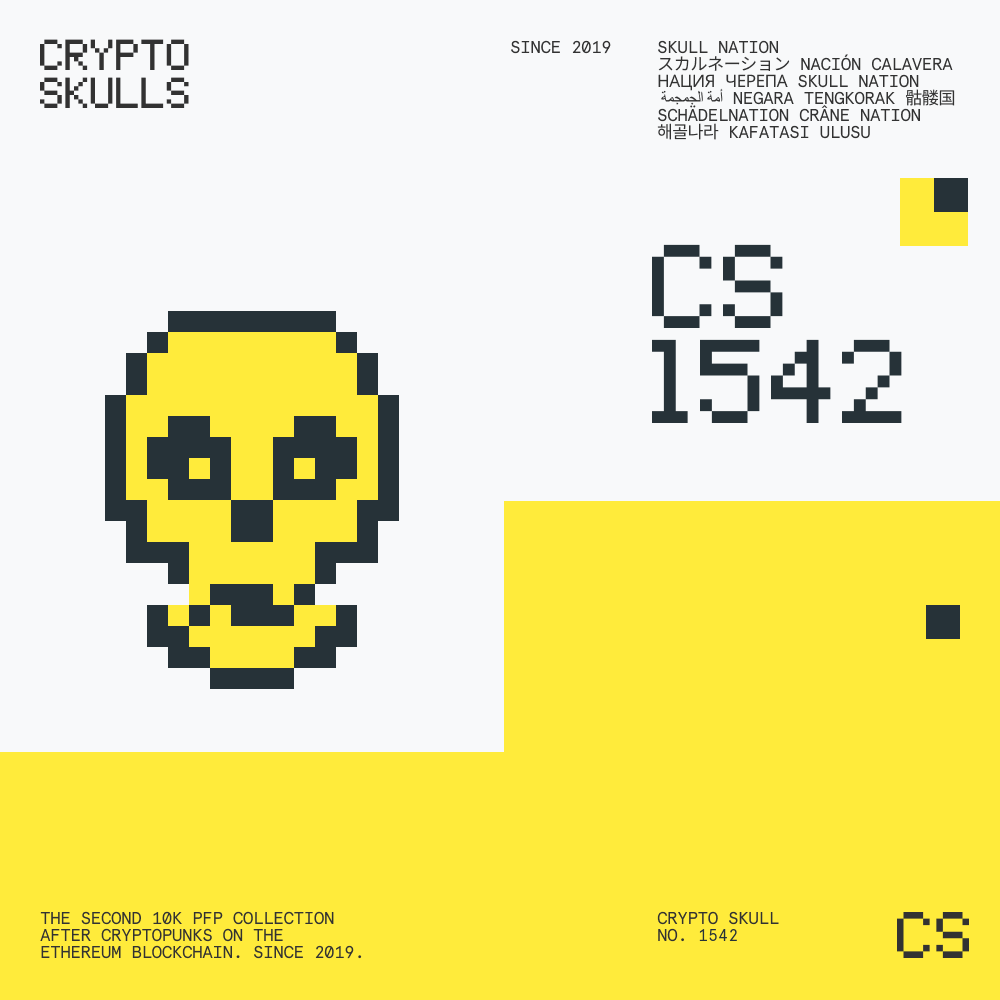 CRYPTO
SKULLS
SINCE 2019
SKULL NATION
スカルネーション NACIÓN CALAVERA
НАЦИЯ ЧЕРЕПА SKULL NATION
أمة الجمجمة NEGARA TENGKORAK 骷髅国
SCHÄDELNATION CRÂNE NATION
해골나라 KAFATASI ULUSU
CS
1542
THE SECOND 10K PFP COLLECTION
AFTER CRYPTOPUNKS ON THE
ETHEREUM BLOCKCHAIN. SINCE 2019.
CRYPTO SKULL
NO. 1542
CS